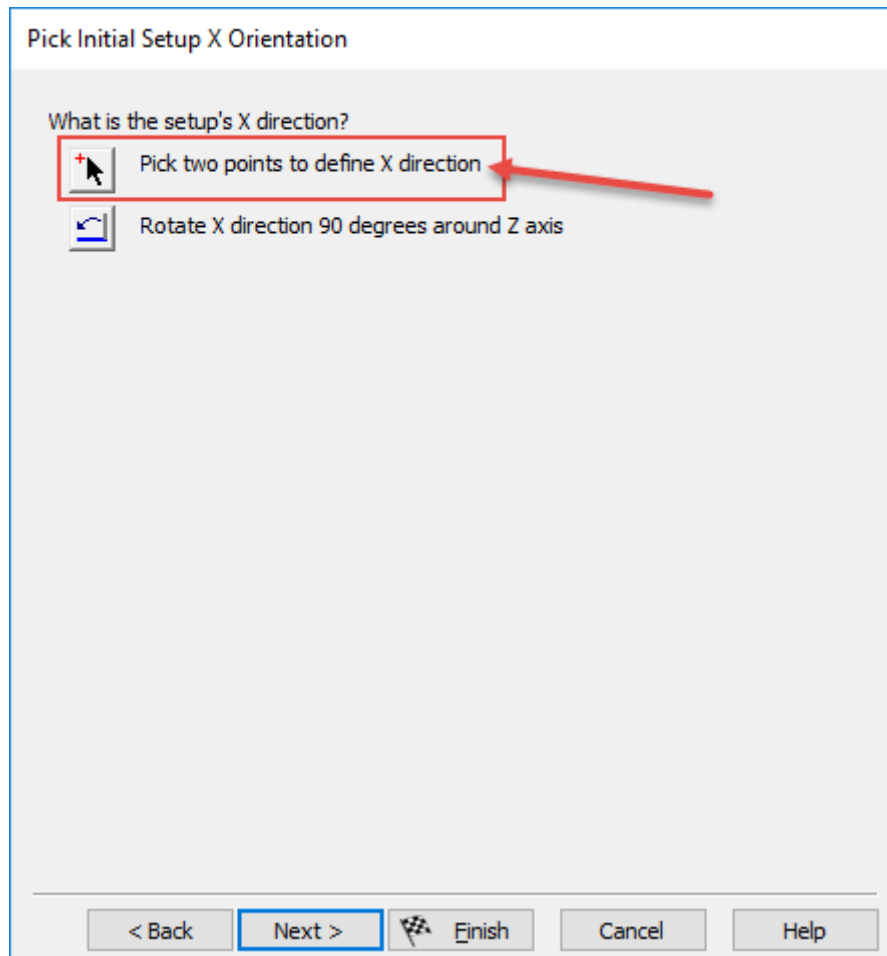 Pick Initial Setup X Orientation
What is the setup's X direction?
Pick two points to define X direction
Rotate X direction 90 degrees around Z axis
< Back Next > Finish Cancel Help